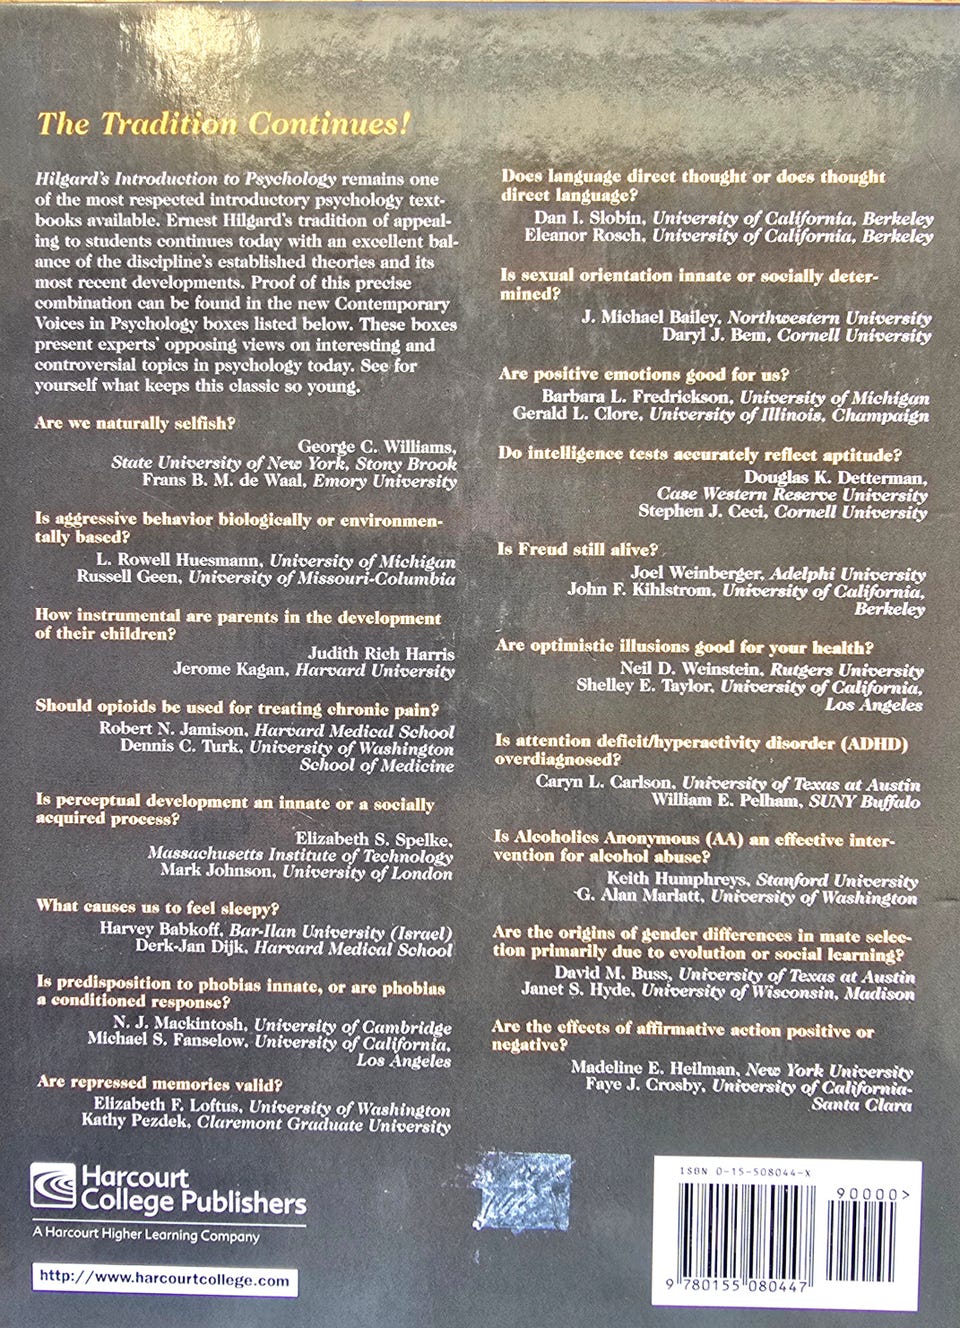 The Tradition Continues!
Hilgard's Introduction to Psychology remains one
of the most respected introductory psychology text-
books available. Ernest Hilgard's tradition of appeal-
ing to students continues today with an excellent bal-
ance of the discipline's established theories and its
most recent developments. Proof of this precise
combination can be found in the new Contemporary
Voices in Psychology boxes listed below. These boxes
present experts' opposing views on interesting and
controversial topics in psychology today. See for
yourself what keeps this classic so young.
Are we naturally selfish?
George C. Williams,
State University of New York, Stony Brook
Frans B. M. de Waal, Emory University
Is aggressive behavior biologically or environmen-
tally based?
L. Rowell Huesmann, University of Michigan
Russell Geen, University of Missouri-Columbia
How instrumental are parents in the development
of their children?
Judith Rich Harris
Jerome Kagan, Harvard University
Should opioids be used for treating chronic pain?
Robert N. Jamison, Harvard Medical School
Dennis C. Turk, University of Washington
School of Medicine
Is perceptual development an innate or a socially
acquired process?
Elizabeth S. Spelke,
Massachusetts Institute of Technology
Mark Johnson, University of London
What causes us to feel sleepy?
Harvey Babkoff, Bar-Ilan University (Israel)
Derk-Jan Dijk, Harvard Medical School
Is predisposition to phobias innate, or are phobias
a conditioned response?
N. J. Mackintosh, University of Cambridge
Michael S. Fanselow, University of California,
Los Angeles
Are repressed memories valid?
Elizabeth F. Loftus, University of Washington
Kathy Pezdek, Claremont Graduate University
Does language direct thought or does thought
direct language?
Dan I. Slobin, University of California, Berkeley
Eleanor Rosch, University of California, Berkeley
Is sexual orientation innate or socially deter-
mined?
J. Michael Bailey, Northwestern University
Daryl J. Bem, Cornell University
Are positive emotions good for us?
Barbara L. Fredrickson, University of Michigan
Gerald L. Clore, University of Illinois, Champaign
Do intelligence tests accurately reflect aptitude?
Douglas K. Detterman,
Case Western Reserve University
Stephen J. Ceci, Cornell University
Is Freud still alive?
Joel Weinberger, Adelphi University
John F. Kihlstrom, University of California,
Berkeley
Are optimistic illusions good for your health?
Neil D. Weinstein, Rutgers University
Shelley E. Taylor, University of California,
Los Angeles
Is attention deficit/hyperactivity disorder (ADHD)
overdiagnosed?
Caryn L. Carlson, University of Texas at Austin
William E. Pelham, SUNY Buffalo
Is Alcoholics Anonymous (AA) an effective inter-
vention for alcohol abuse?
Keith Humphreys, Stanford University
G. Alan Marlatt, University of Washington
Are the origins of gender differences in mate selec-
tion primarily due to evolution or social learning?
David M. Buss, University of Texas at Austin
Janet S. Hyde, University of Wisconsin, Madison
Are the effects of affirmative action positive or
negative?
Madeline E. Heilman, New York University
Faye J. Crosby, University of California-
Santa Clara
Harcourt
College Publishers
A Harcourt Higher Learning Company
http://www.harcourtcollege.com
ISBN 0-15-508044-X
90000>
9 780155 080447